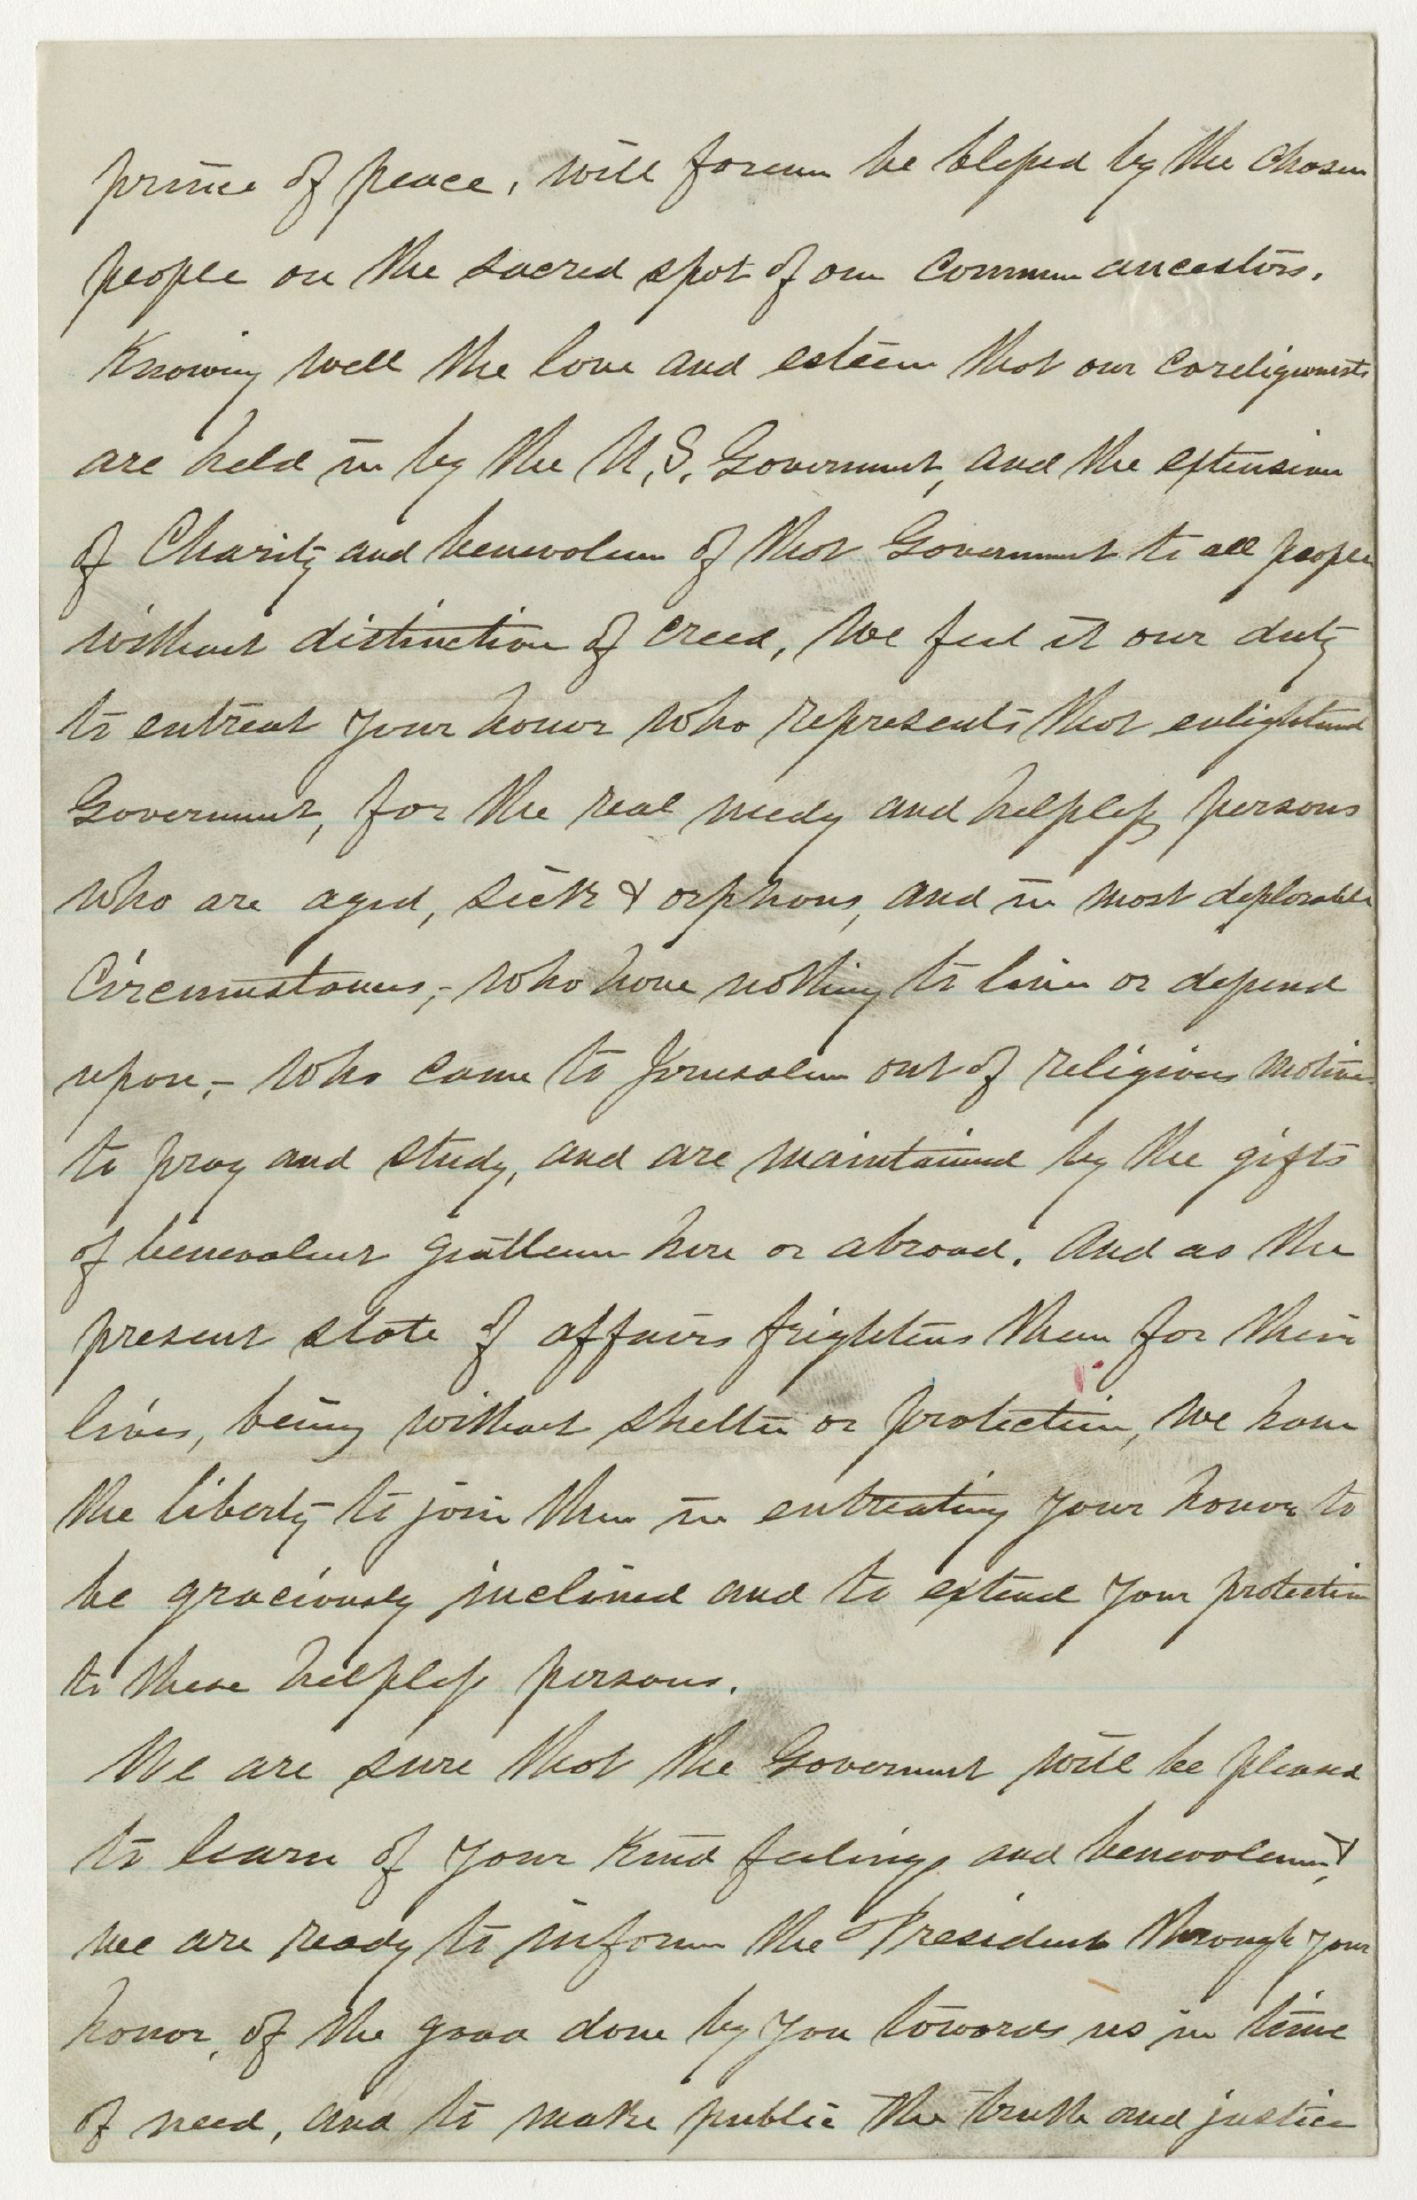 prince of peace, will forever be blessed by the chosen
people on the sacred spot of our common ancestors.
Knowing well the love and esteem that our coreligionists
are held in by the U.S. Government, and the extension
of Charity and benevolence of that Government to all people
without distinction of creed, we feel it our duty
to entreat your honor who represents that enlightened
Government, for the real needy and helpless persons
who are aged, sick & orphans, and in most deplorable
Circumstances,- who have nothing to live or depend
upon,- who came to Jerusalem out of religious motives
to pray and study, and are maintained by the gifts
of benevolent gentlemen here or abroad. And as the
present state of affairs frightens them for their
lives, being without shelter or protection, we have
the liberty to join them in entreating your honor to
be graciously inclined and to extend your protection
to these helpless persons.
We are sure that the Government will be pleased
to learn of your kind feelings and benevolence, &
we are ready to inform the President through your
honor, of the good done by you towards us in time
of need, and to make public the truth and justice